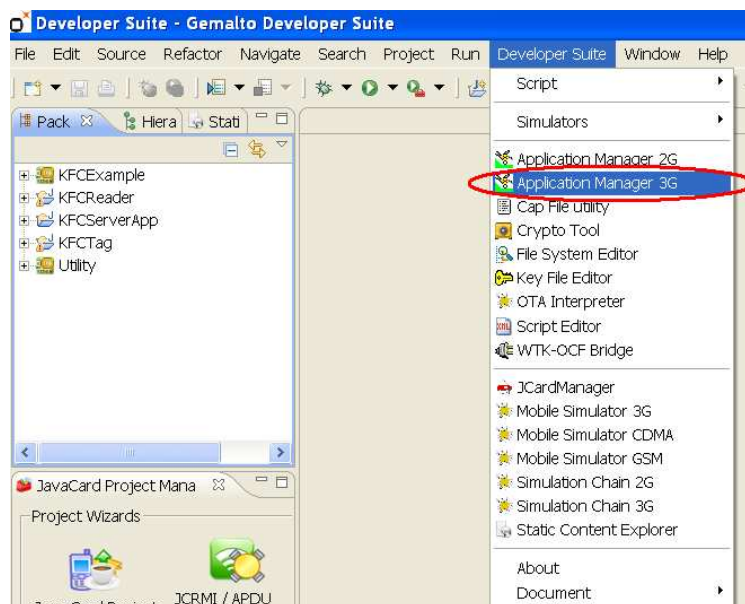 Developer Suite - Gemalto Developer Suite
File Edit Source Refactor Navigate Search Project Run Developer Suite Window Help
Pack Hiera Stati
KFCExample
KFCReader
KFCServerApp
KFCTag
Utility
JavaCard Project Mana
Project Wizards
JCRMI / APDU
Script
Simulators
Application Manager 2G
Application Manager 3G
Cap File utility
Crypto Tool
File System Editor
Key File Editor
OTA Interpreter
Script Editor
WTK-OCF Bridge
JCardManager
Mobile Simulator 3G
Mobile Simulator CDMA
Mobile Simulator GSM
Simulation Chain 2G
Simulation Chain 3G
Static Content Explorer
About
Document